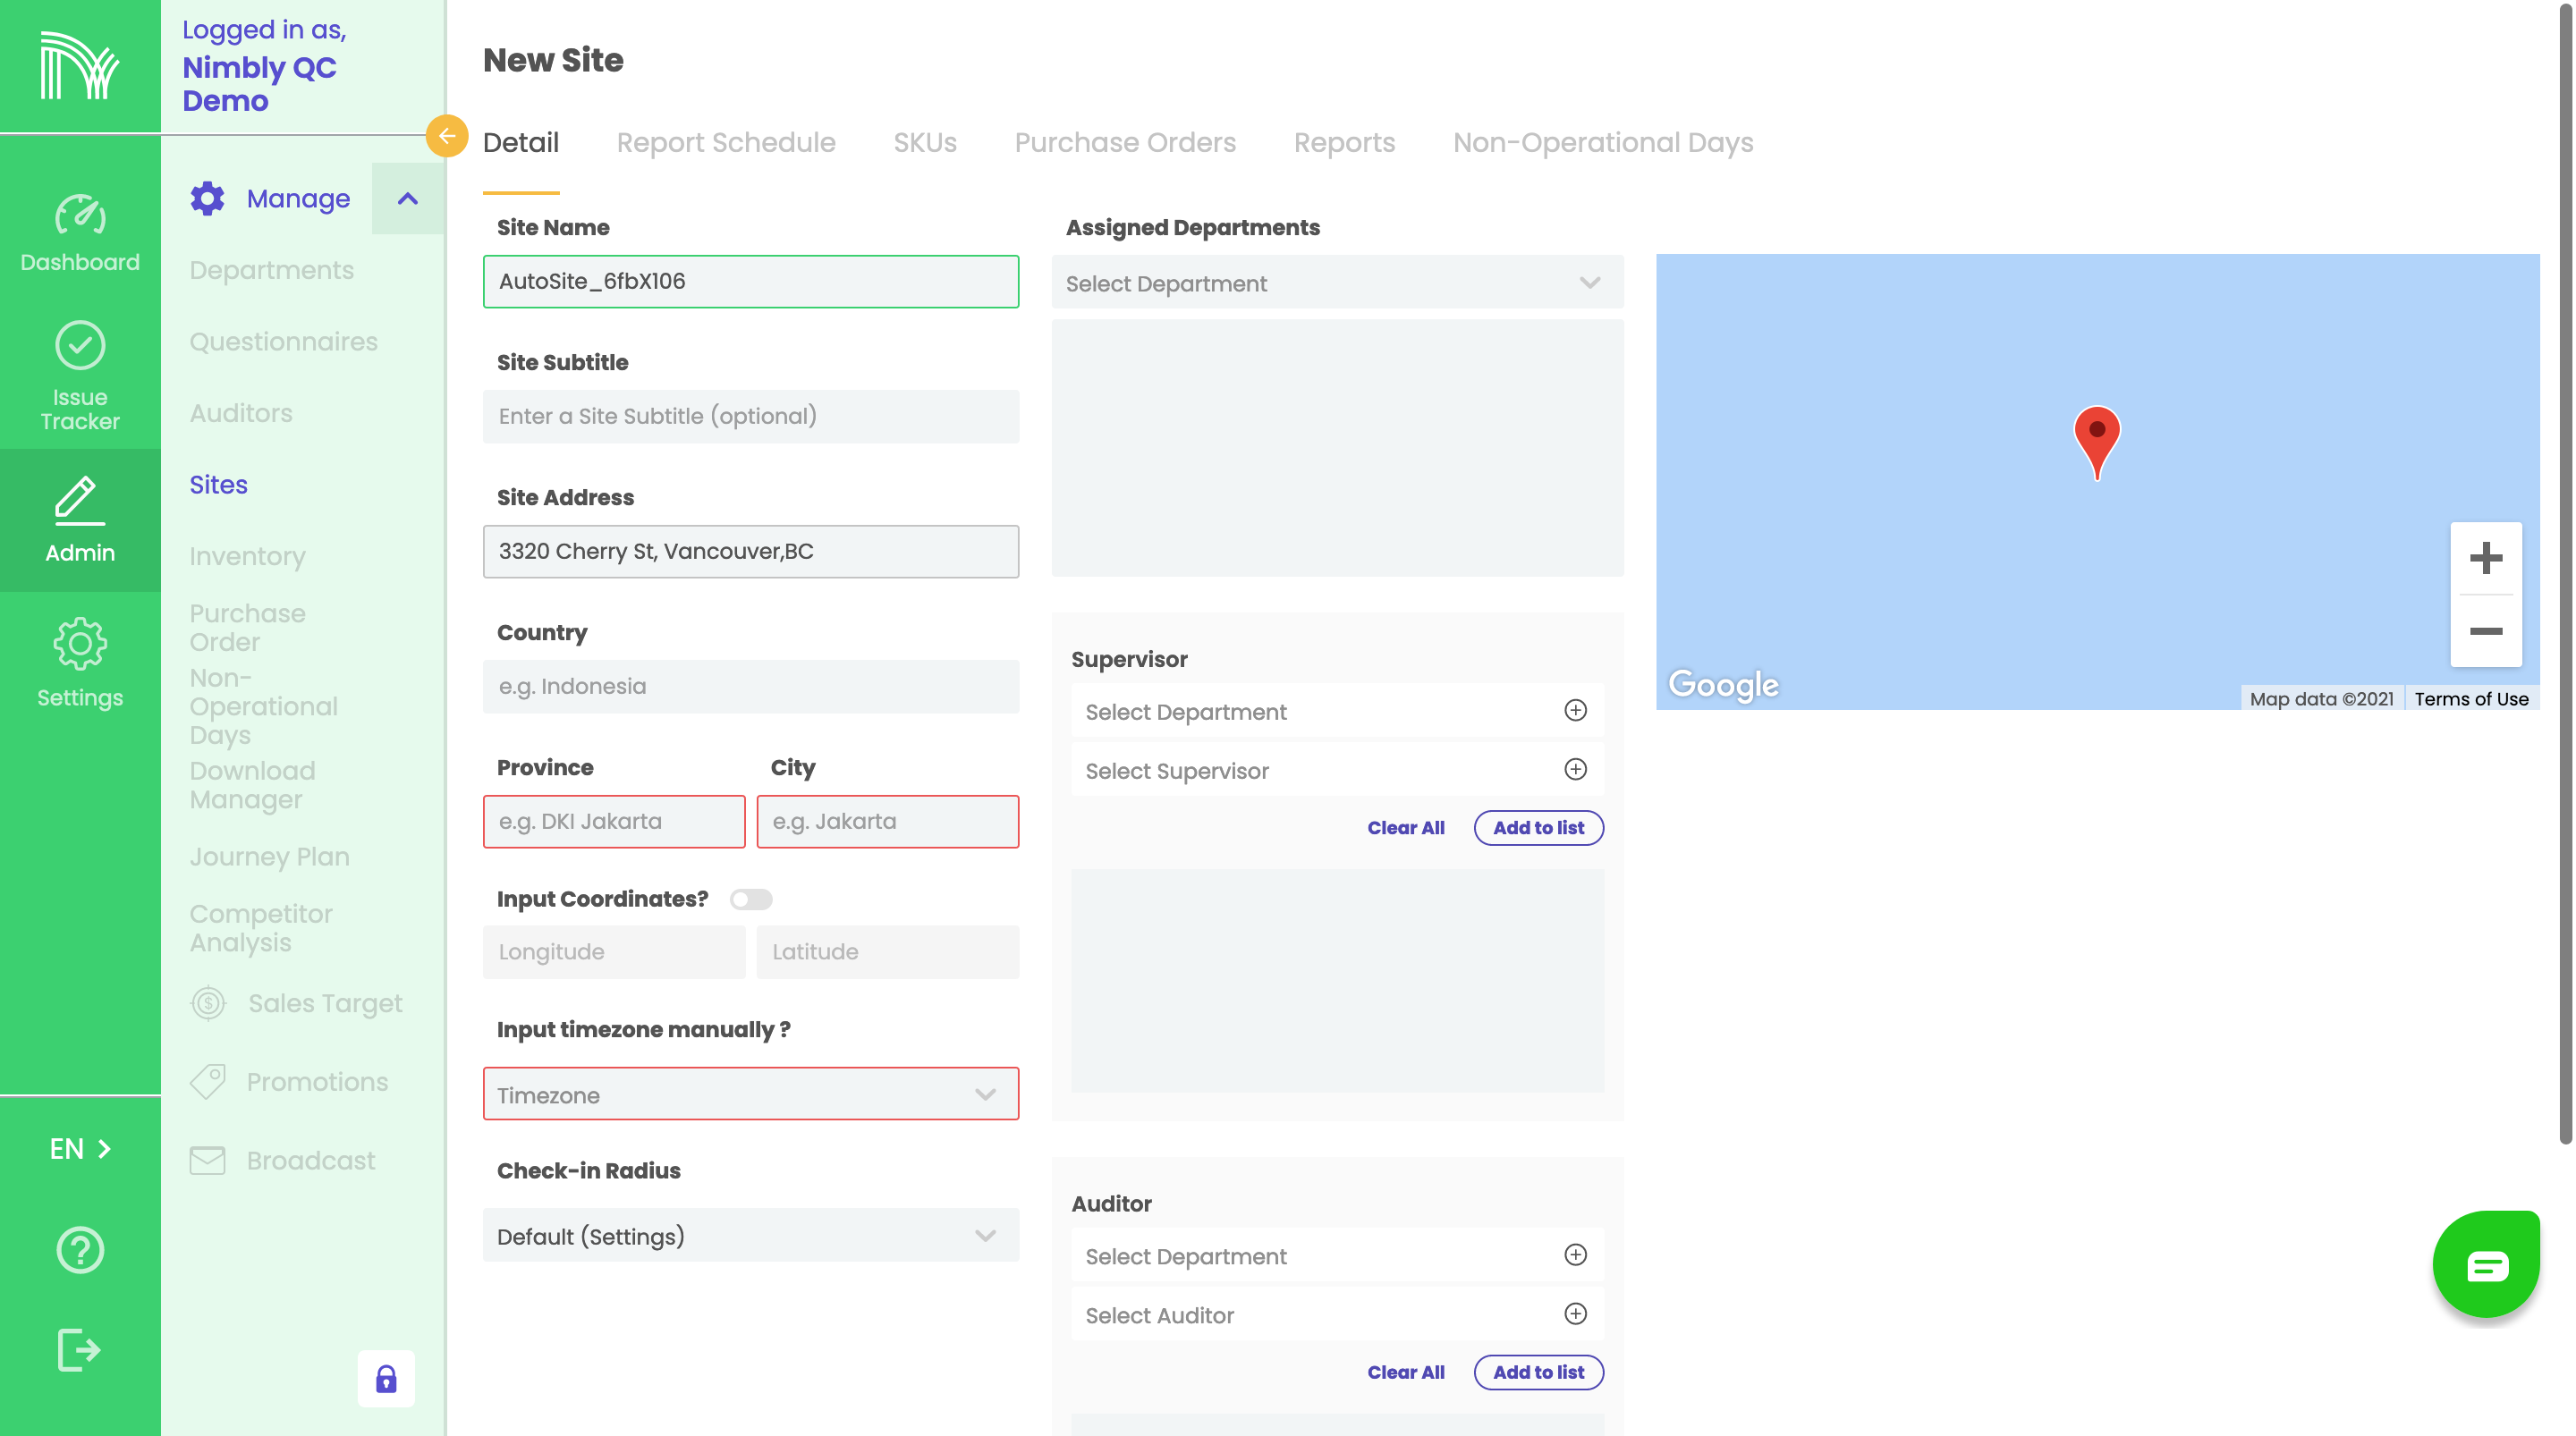 Logged in as,
Nimbly QC
Demo
Dashboard
Issue
Tracker
Admin
Settings
EN
Manage
Departments
Questionnaires
Auditors
Sites
Inventory
Purchase
Order
Non-
Operational
Days
Download
Manager
Journey Plan
Competitor
Analysis
Sales Target
Promotions
Broadcast
New Site
Detail Report Schedule SKUs Purchase Orders Reports Non-Operational Days
Site Name
AutoSite_6fbX106
Site Subtitle
Enter a Site Subtitle (optional)
Site Address
3320 Cherry St, Vancouver,BC
Country
e.g. Indonesia
Province City
e.g. DKI Jakarta e.g. Jakarta
Input Coordinates?
Longitude Latitude
Input timezone manually ?
Timezone
Check-in Radius
Default (Settings)
Assigned Departments
Select Department
Supervisor
Select Department
Select Supervisor
Clear All Add to list
Auditor
Select Department
Select Auditor
Clear All Add to list
Google
Map data ©2021 Terms of Use